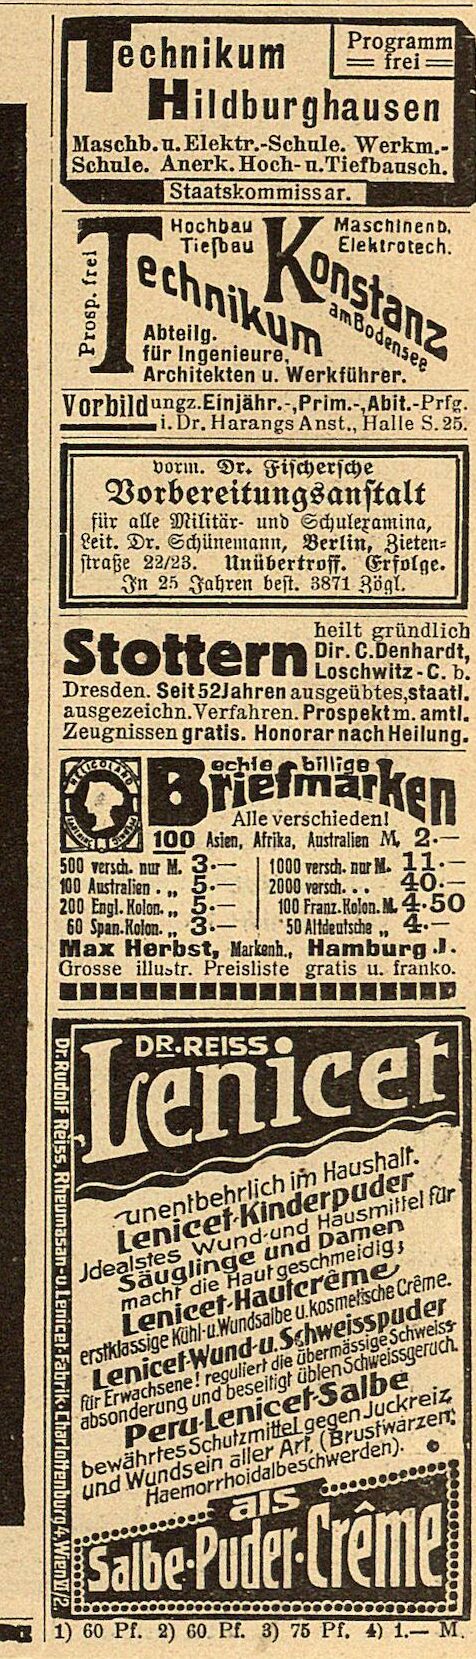 Technikum
Programm
frei
Hildburghausen
Maschb. u. Elektr.-Schule. Werkm.-
Schule. Anerk. Hoch- u. Tiefbausch.
Staatskommissar.
Prosp. frei
Hochbau
Tiefbau
Maschinenb.
Elektrotech.
Technikum Konstanz
am Bodensee
Abteilg.
für Ingenieure,
Architekten u. Werkführer.
Vorbildungz. Einjähr.-, Prim.-, Abit.-Prfg.
i. Dr. Harangs Anst., Halle S. 25.
vorm. Dr. Fischersche
Vorbereitungsanstalt
für alle Militär- und Schulexamina,
Leit. Dr. Schünemann, Berlin, Zieten-
straße 22/23. Unübertroff. Erfolge.
In 25 Jahren best. 3871 Zögl.
Stottern heilt gründlich
Dir. C. Denhardt,
Loschwitz-C. b.
Dresden. Seit 52 Jahren ausgeübtes, staatl.
ausgezeichn. Verfahren. Prospekt m. amtl.
Zeugnissen gratis. Honorar nach Heilung.
HELIGOLAND
echte billige
Briefmarken
Alle verschieden!
100 Asien, Afrika, Australien M. 2.—
500 versch. nur M. 3.— | 1000 versch. nur M. 11.—
100 Australien . „ 5.— | 2000 versch. . . 40.—
200 Engl. Kolon. „ 5.— | 100 Franz. Kolon. M. 4.50
60 Span. Kolon. „ 3.— | 50 Altdeutsche „ 4.—
Max Herbst, Markenh., Hamburg J.
Grosse illustr. Preisliste gratis u. franko.
Dr. Rudolf Reiss, Rheumasan- u. Lenicet-Fabrik, Charlottenburg 4, Wien VI/2.
DR. REISS
Lenicet
unentbehrlich im Haushalt.
Lenicet-Kinderpuder
Jdealstes Wund- und Hausmittel für
Säuglinge und Damen
macht die Haut geschmeidig;
Lenicet-Hautcrême
erstklassige Kühl- u. Wundsalbe u. kosmetische Crême.
Lenicet-Wund- u. Schweisspuder
für Erwachsene! reguliert die übermässige Schweiss-
absonderung und beseitigt üblen Schweissgeruch.
Peru-Lenicet-Salbe
bewährtes Schutzmittel gegen Juckreiz
und Wundsein aller Art, (Brustwarzen;
Haemorrhoidalbeschwerden).
als
Salbe-Puder-Crême
1) 60 Pf. 2) 60 Pf. 3) 75 Pf. 4) 1.— M.